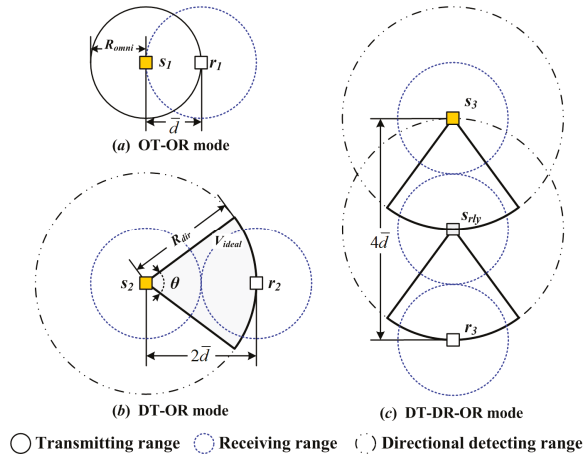 R_omni
s_1
r_1
d̅
(a) OT-OR mode
R_dir
V_ideal
s_2
θ
r_2
2d̅
(b) DT-OR mode
s_3
s_rly
4d̅
r_3
(c) DT-DR-OR mode
Transmitting range
Receiving range
Directional detecting range